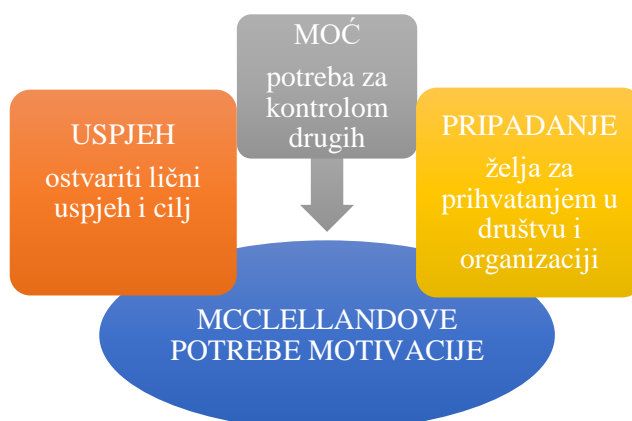 MOĆ
potreba za
kontrolom
drugih
USPJEH
ostvariti lični
uspjeh i cilj
PRIPADANJE
želja za
prihvatanjem u
društvu i
organizaciji
MCCLELLANDOVE
POTREBE MOTIVACIJE